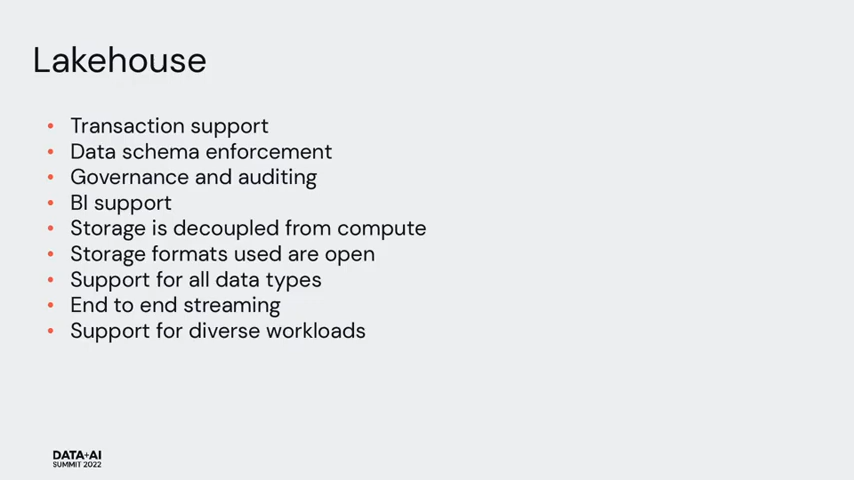 Lakehouse
• Transaction support
• Data schema enforcement
• Governance and auditing
• BI support
• Storage is decoupled from compute
• Storage formats used are open
• Support for all data types
• End to end streaming
• Support for diverse workloads
DATA+AI
SUMMIT 2022